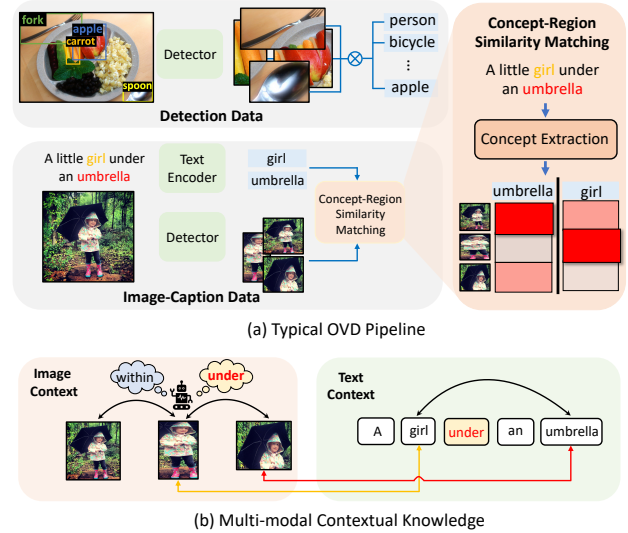 fork
apple
carrot
spoon
Detector
person
bicycle
⋮
apple
Detection Data
A little girl under
an umbrella
Text
Encoder
girl
umbrella
Detector
Concept-Region
Similarity
Matching
Image-Caption Data
Concept-Region
Similarity Matching
A little girl under
an umbrella
Concept Extraction
umbrella girl
(a) Typical OVD Pipeline
Image
Context
within
under
Text
Context
A girl under an umbrella
(b) Multi-modal Contextual Knowledge